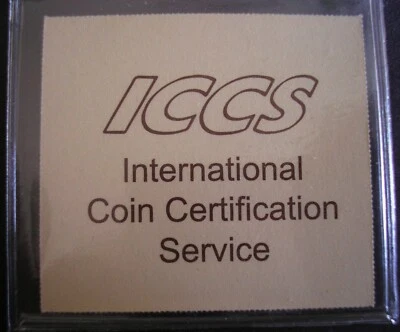 ICCS
International
Coin Certification
Service